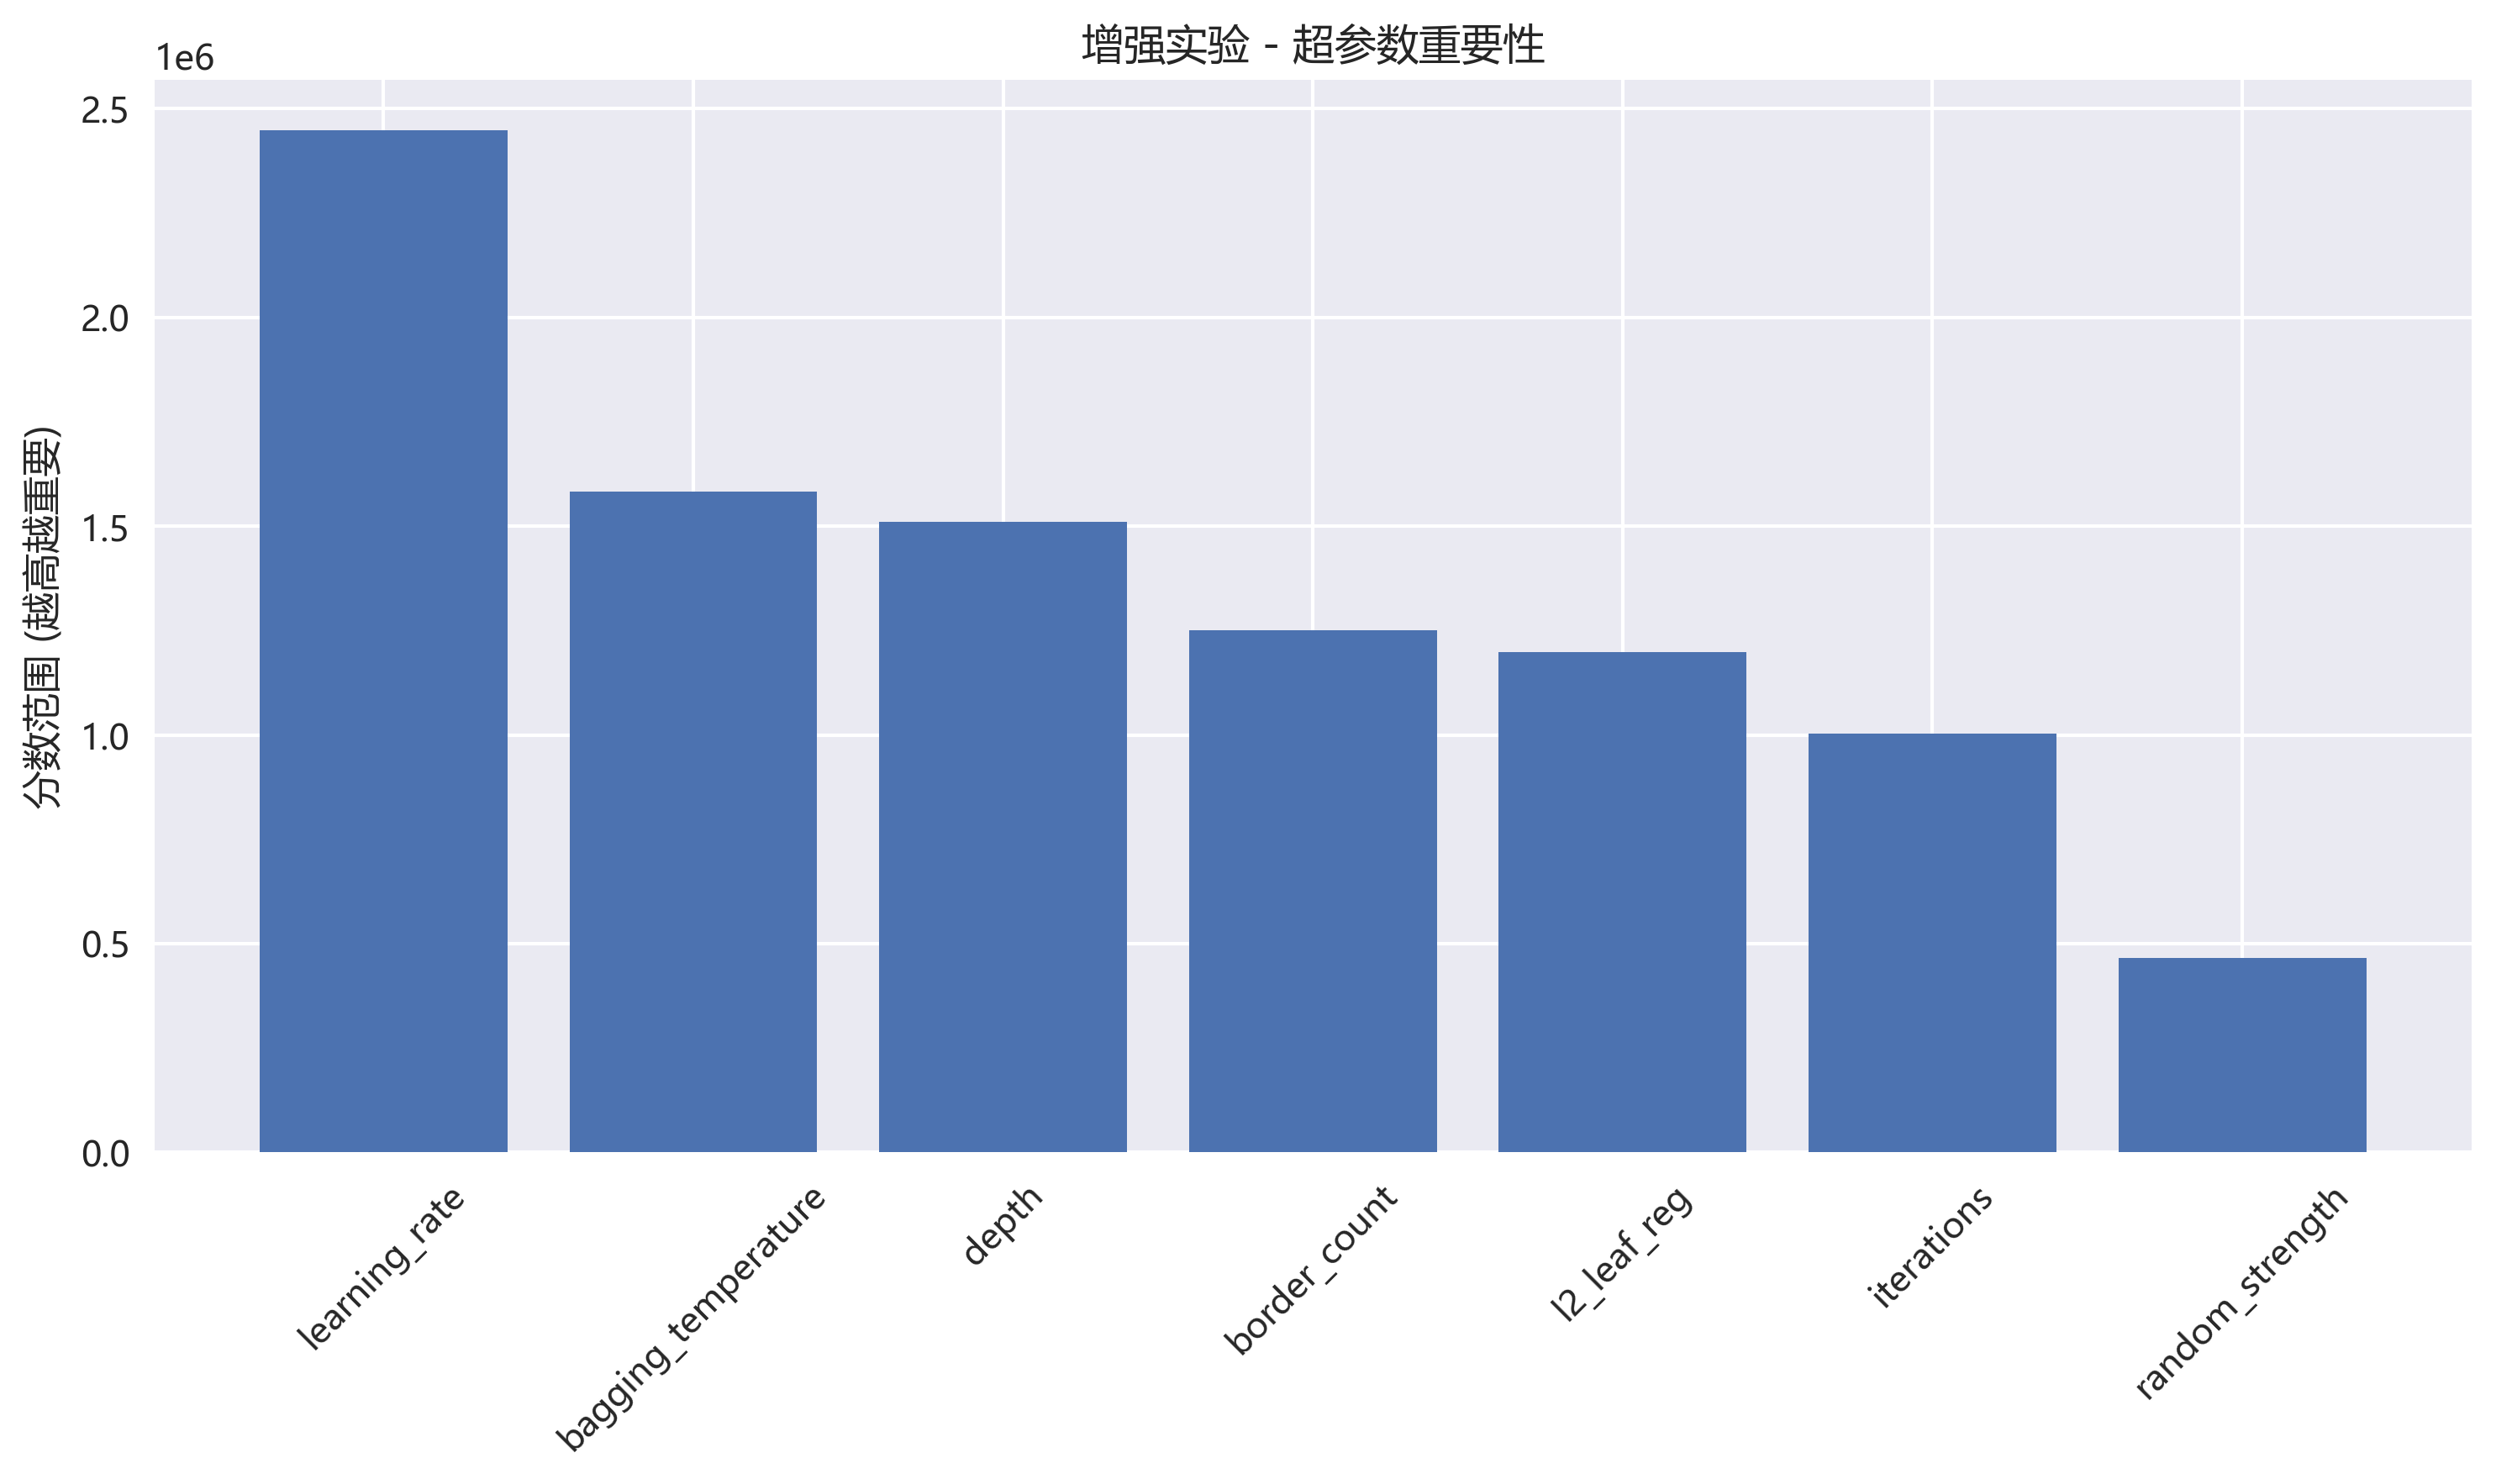 增强实验 - 超参数重要性
1e6
2.5
2.0
1.5
1.0
0.5
0.0
分数范围 (越高越重要)
learning_rate
bagging_temperature
depth
border_count
l2_leaf_reg
iterations
random_strength